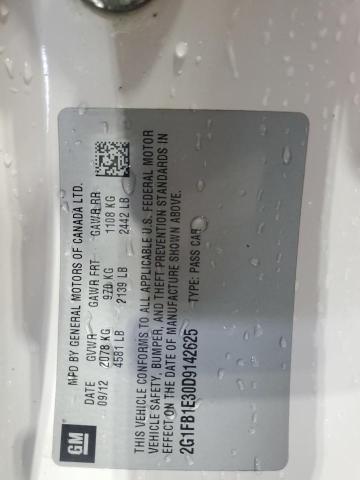 GM
MFD BY GENERAL MOTORS OF CANADA LTD.
DATE GVWR GAWR FRT GAWR RR
09/12 2078 KG 970 KG 1108 KG
4581 LB 2139 LB 2442 LB
THIS VEHICLE CONFORMS TO ALL APPLICABLE U.S. FEDERAL MOTOR
VEHICLE SAFETY, BUMPER, AND THEFT PREVENTION STANDARDS IN
EFFECT ON THE DATE OF MANUFACTURE SHOWN ABOVE.
2G1FB1E30D9142625 TYPE: PASS CAR